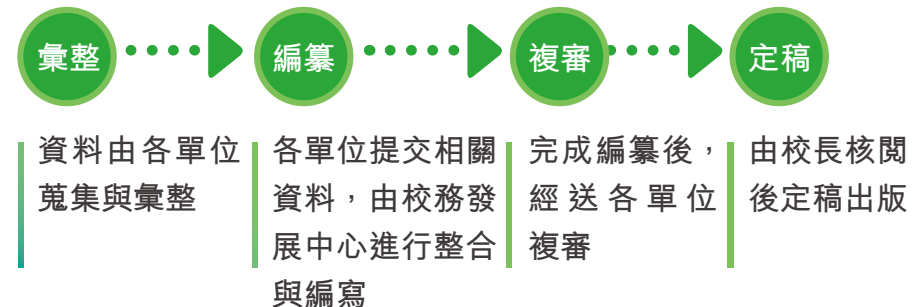 彙整
編纂
複審
定稿
資料由各單位
蒐集與彙整
各單位提交相關
資料，由校務發
展中心進行整合
與編寫
完成編纂後，
經送各單位
複審
由校長核閱
後定稿出版